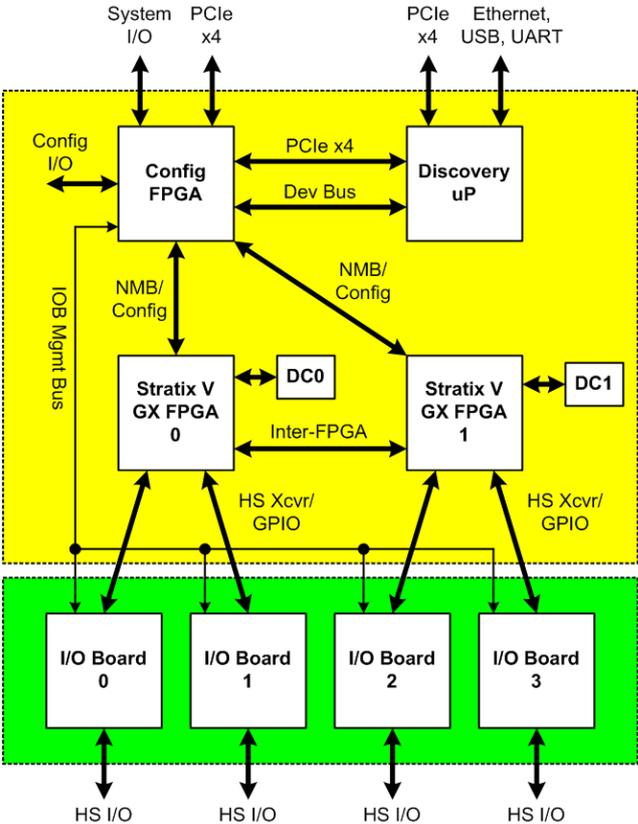 System
I/O
PCIe
x4
PCIe
x4
Ethernet,
USB, UART
Config
I/O
Config
FPGA
PCIe x4
Dev Bus
Discovery
uP
IOB Mgmt Bus
NMB/
Config
NMB/
Config
Stratix V
GX FPGA
0
DC0
Inter-FPGA
Stratix V
GX FPGA
1
DC1
HS Xcvr/
GPIO
HS Xcvr/
GPIO
I/O Board
0
I/O Board
1
I/O Board
2
I/O Board
3
HS I/O
HS I/O
HS I/O
HS I/O